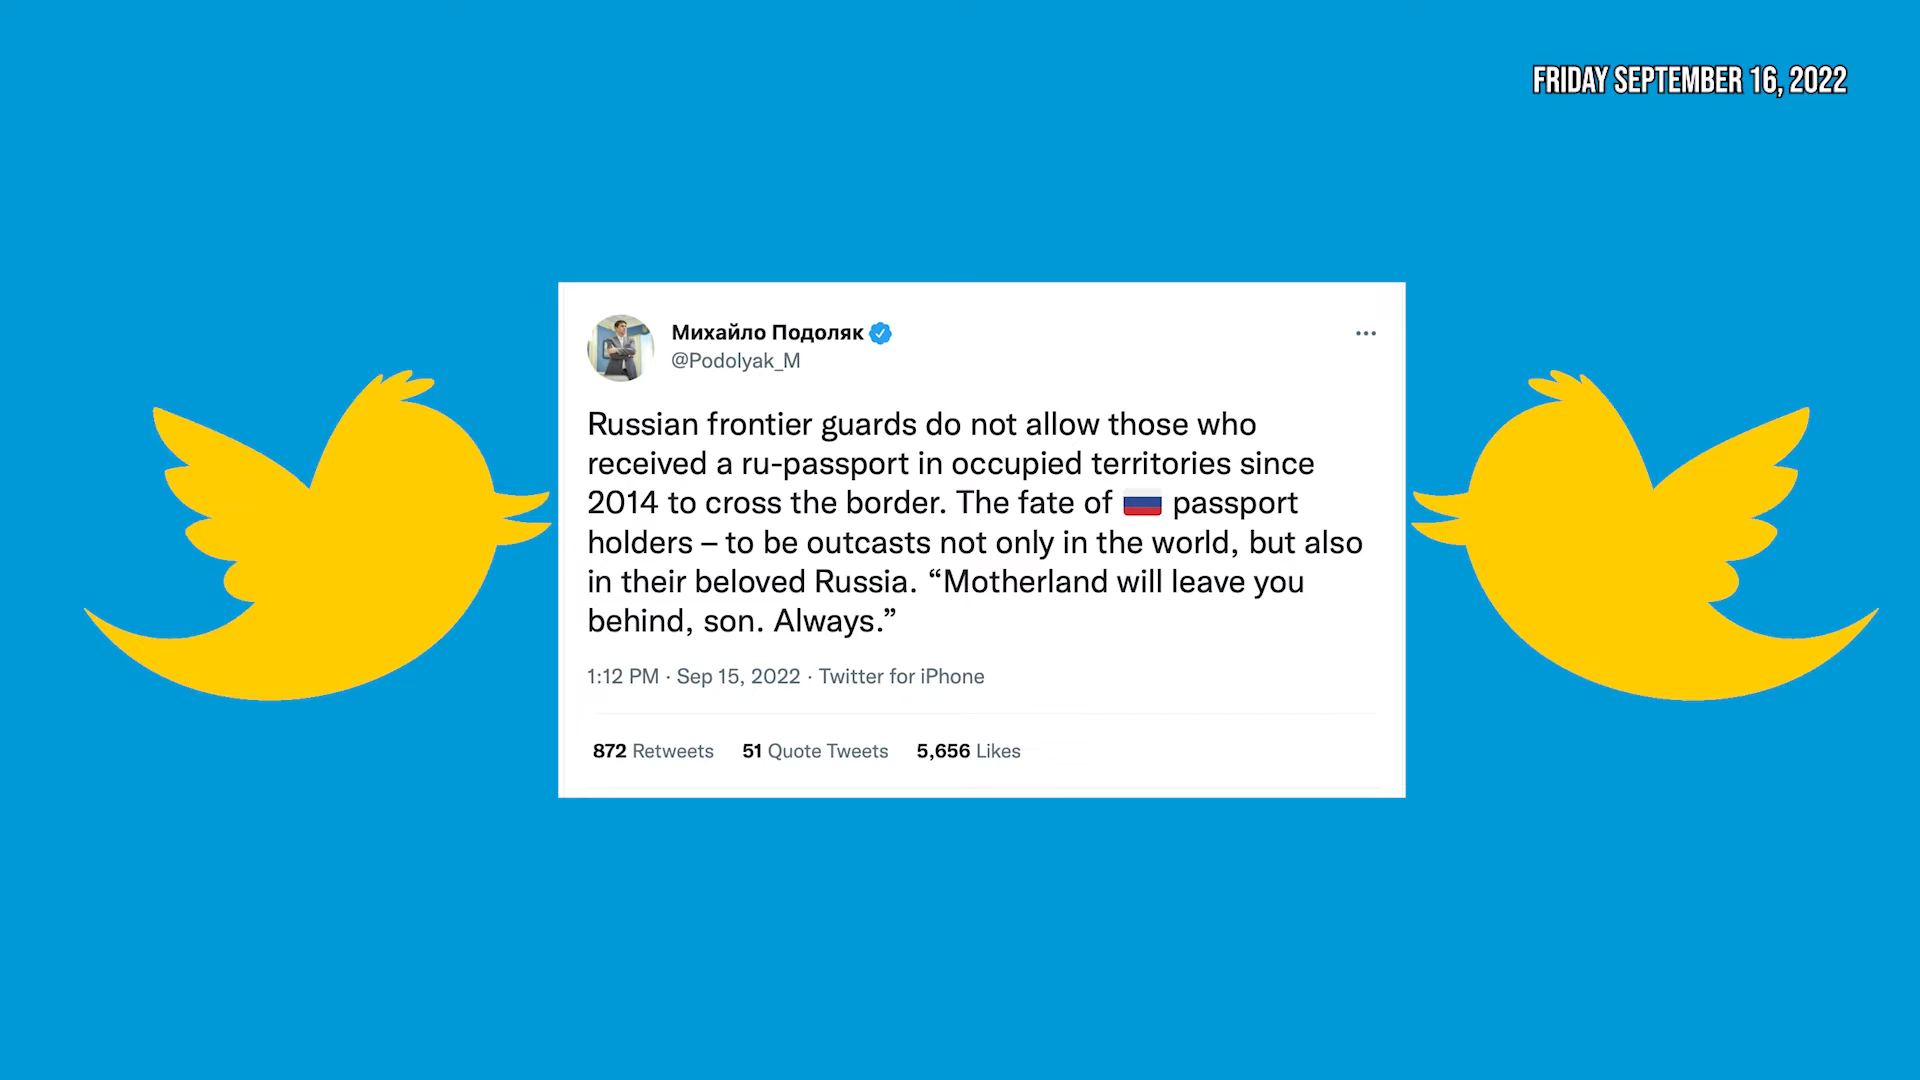 FRIDAY SEPTEMBER 16, 2022
Михайло Подоляк
@Podolyak_M
Russian frontier guards do not allow those who
received a ru-passport in occupied territories since
2014 to cross the border. The fate of 🇷🇺 passport
holders – to be outcasts not only in the world, but also
in their beloved Russia. “Motherland will leave you
behind, son. Always.”
1:12 PM · Sep 15, 2022 · Twitter for iPhone
872 Retweets 51 Quote Tweets 5,656 Likes